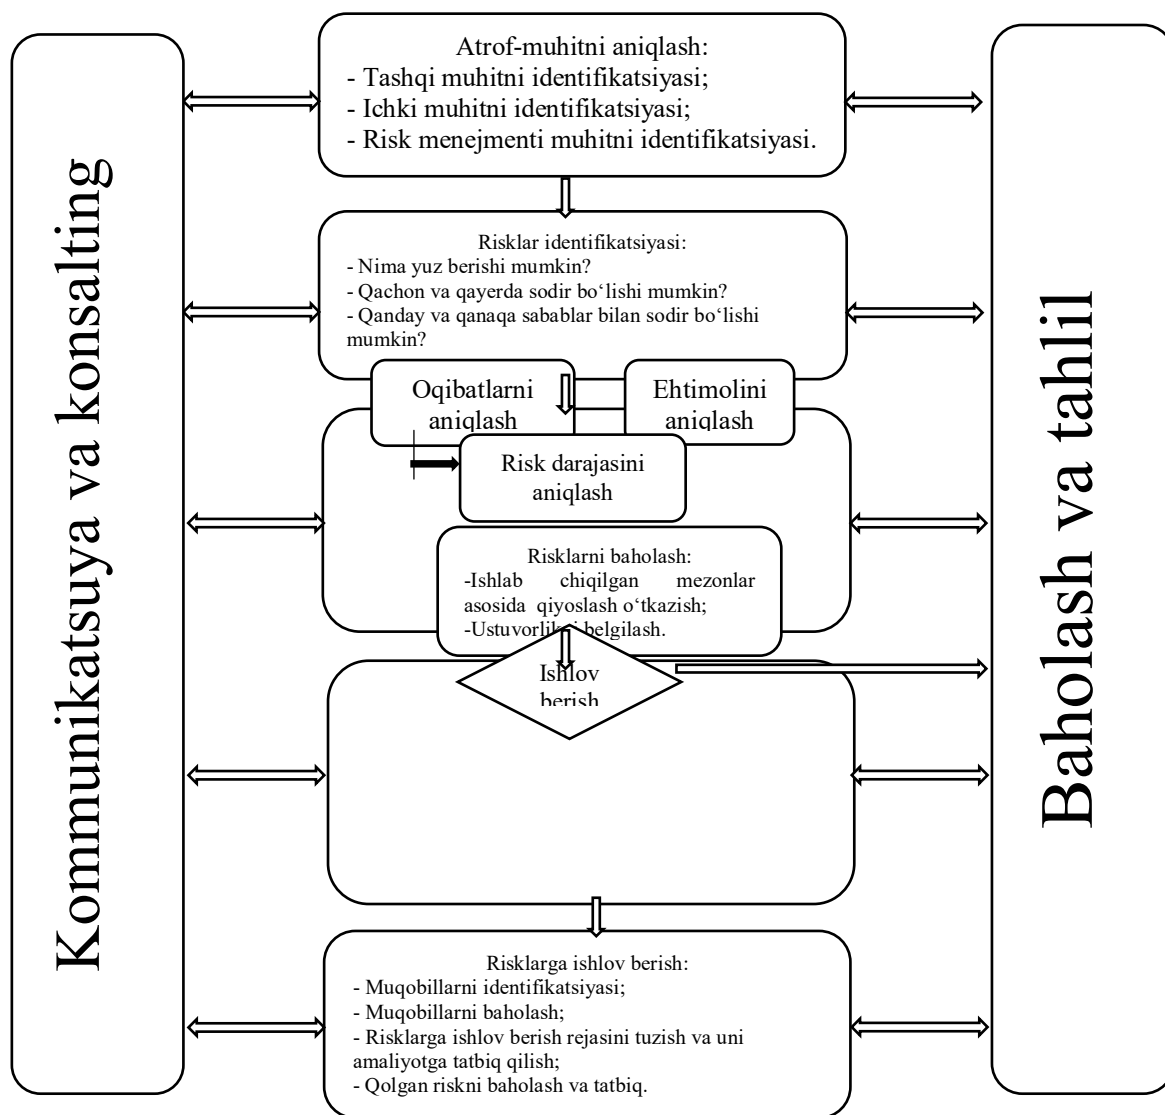 Kommunikatsuya va konsalting
Atrof-muhitni aniqlash:
- Tashqi muhitni identifikatsiyasi;
- Ichki muhitni identifikatsiyasi;
- Risk menejmenti muhitni identifikatsiyasi.
Risklar identifikatsiyasi:
- Nima yuz berishi mumkin?
- Qachon va qayerda sodir bo‘lishi mumkin?
- Qanday va qanaqa sabablar bilan sodir bo‘lishi
mumkin?
Oqibatlarni
aniqlash
Ehtimolini
aniqlash
Risk darajasini
aniqlash
Risklarni baholash:
-Ishlab chiqilgan mezonlar
asosida qiyoslash o‘tkazish;
-Ustuvorlikni belgilash.
Ishlov
berish
Risklarga ishlov berish:
- Muqobillarni identifikatsiyasi;
- Muqobillarni baholash;
- Risklarga ishlov berish rejasini tuzish va uni
amaliyotga tatbiq qilish;
- Qolgan riskni baholash va tatbiq.
Baholash va tahlil